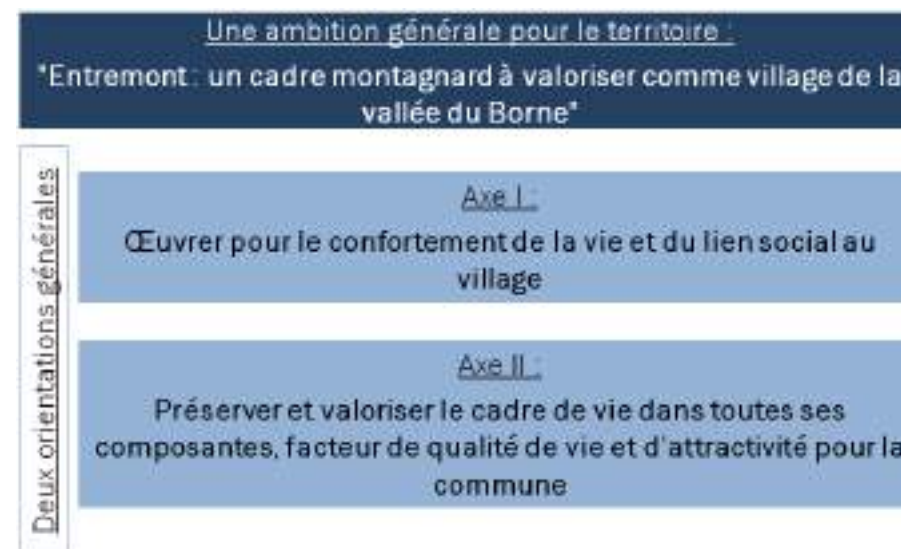 Une ambition générale pour le territoire :
"Entremont : un cadre montagnard à valoriser comme village de la
vallée du Borne"
Deux orientations générales
Axe I :
Œuvrer pour le confortement de la vie et du lien social au
village
Axe II :
Préserver et valoriser le cadre de vie dans toutes ses
composantes, facteur de qualité de vie et d'attractivité pour la
commune